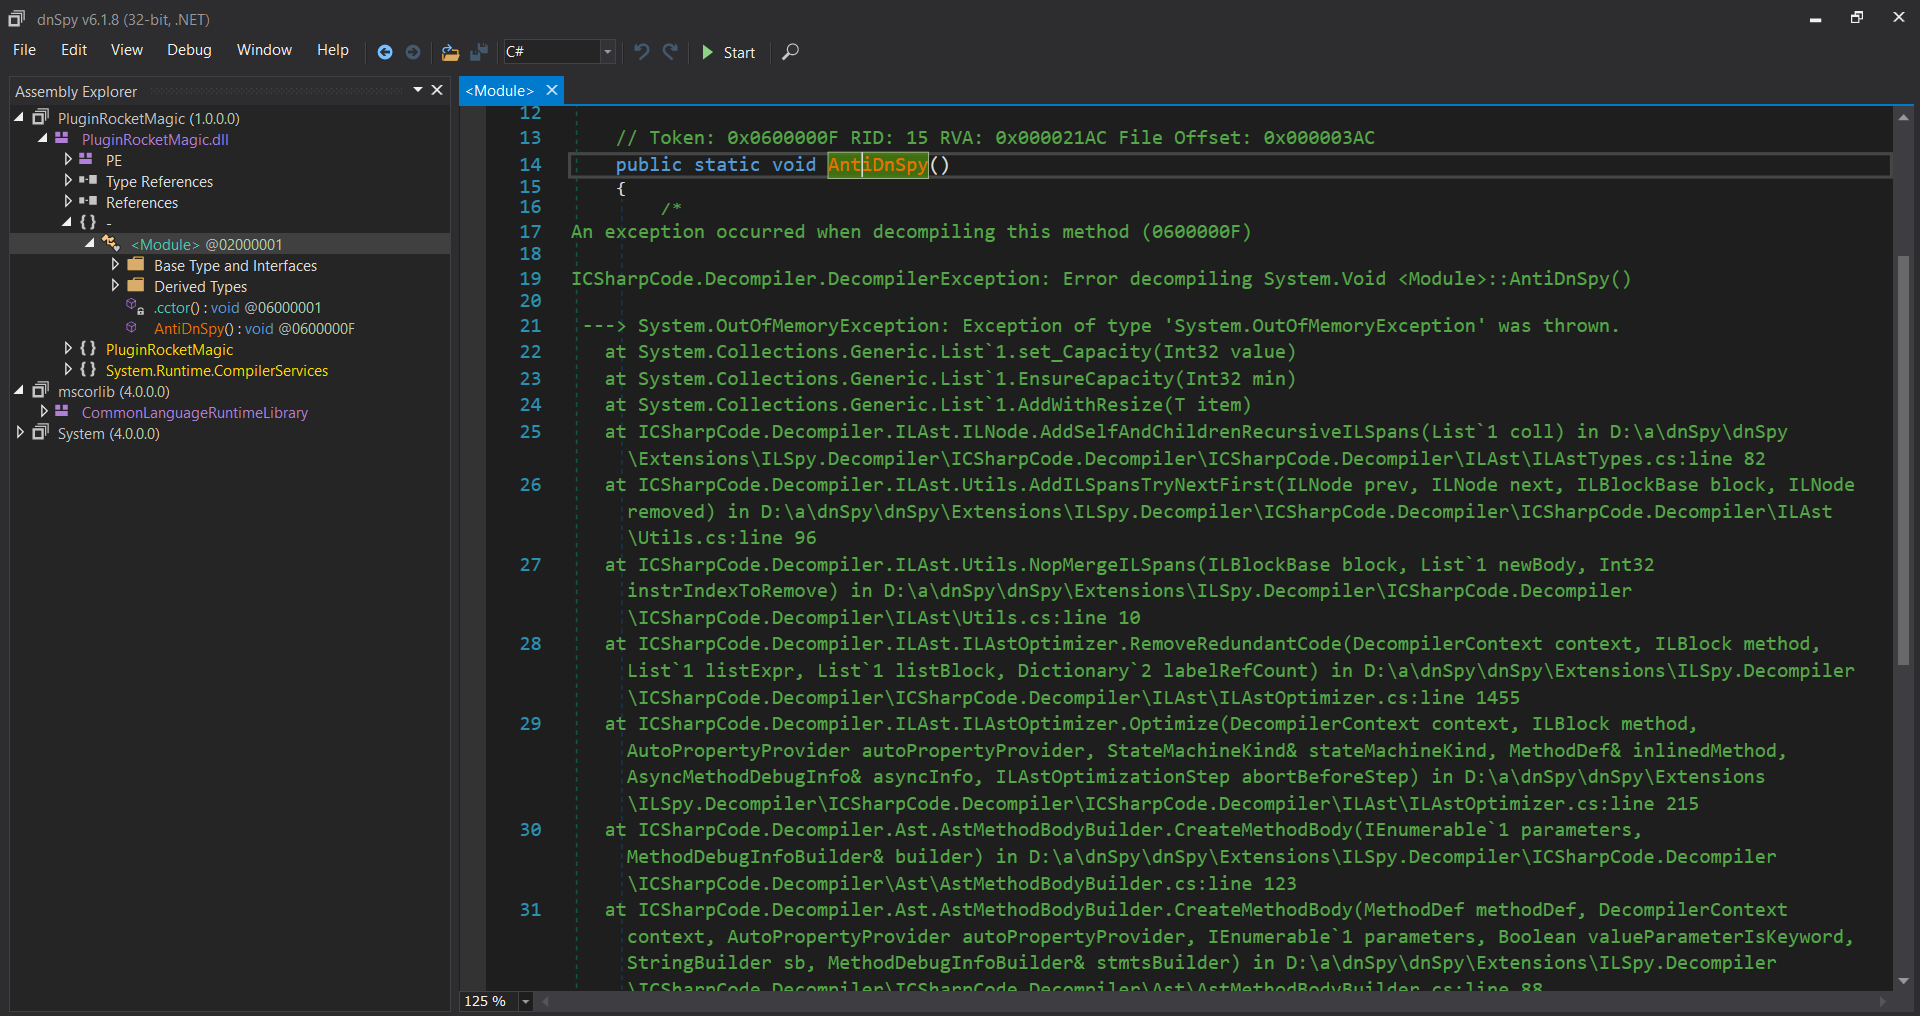 dnSpy v6.1.8 (32-bit, .NET)
File Edit View Debug Window Help C# Start
Assembly Explorer
PluginRocketMagic (1.0.0.0)
PluginRocketMagic.dll
PE
Type References
References
{ } -
<Module> @02000001
Base Type and Interfaces
Derived Types
.cctor() : void @06000001
AntiDnSpy() : void @0600000F
{ } PluginRocketMagic
{ } System.Runtime.CompilerServices
mscorlib (4.0.0.0)
CommonLanguageRuntimeLibrary
System (4.0.0.0)
<Module>
12
13 // Token: 0x0600000F RID: 15 RVA: 0x000021AC File Offset: 0x000003AC
14 public static void AntiDnSpy()
15 {
16 /*
17 An exception occurred when decompiling this method (0600000F)
18
19 ICSharpCode.Decompiler.DecompilerException: Error decompiling System.Void <Module>::AntiDnSpy()
20
21 ---> System.OutOfMemoryException: Exception of type 'System.OutOfMemoryException' was thrown.
22 at System.Collections.Generic.List`1.set_Capacity(Int32 value)
23 at System.Collections.Generic.List`1.EnsureCapacity(Int32 min)
24 at System.Collections.Generic.List`1.AddWithResize(T item)
25 at ICSharpCode.Decompiler.ILAst.ILNode.AddSelfAndChildrenRecursiveILSpans(List`1 coll) in D:\a\dnSpy\dnSpy
\Extensions\ILSpy.Decompiler\ICSharpCode.Decompiler\ICSharpCode.Decompiler\ILAst\ILAstTypes.cs:line 82
26 at ICSharpCode.Decompiler.ILAst.Utils.AddILSpansTryNextFirst(ILNode prev, ILNode next, ILBlockBase block, ILNode
removed) in D:\a\dnSpy\dnSpy\Extensions\ILSpy.Decompiler\ICSharpCode.Decompiler\ICSharpCode.Decompiler\ILAst
\Utils.cs:line 96
27 at ICSharpCode.Decompiler.ILAst.Utils.NopMergeILSpans(ILBlockBase block, List`1 newBody, Int32
instrIndexToRemove) in D:\a\dnSpy\dnSpy\Extensions\ILSpy.Decompiler\ICSharpCode.Decompiler
\ICSharpCode.Decompiler\ILAst\Utils.cs:line 10
28 at ICSharpCode.Decompiler.ILAst.ILAstOptimizer.RemoveRedundantCode(DecompilerContext context, ILBlock method,
List`1 listExpr, List`1 listBlock, Dictionary`2 labelRefCount) in D:\a\dnSpy\dnSpy\Extensions\ILSpy.Decompiler
\ICSharpCode.Decompiler\ICSharpCode.Decompiler\ILAst\ILAstOptimizer.cs:line 1455
29 at ICSharpCode.Decompiler.ILAst.ILAstOptimizer.Optimize(DecompilerContext context, ILBlock method,
AutoPropertyProvider autoPropertyProvider, StateMachineKind& stateMachineKind, MethodDef& inlinedMethod,
AsyncMethodDebugInfo& asyncInfo, ILAstOptimizationStep abortBeforeStep) in D:\a\dnSpy\dnSpy\Extensions
\ILSpy.Decompiler\ICSharpCode.Decompiler\ICSharpCode.Decompiler\ILAst\ILAstOptimizer.cs:line 215
30 at ICSharpCode.Decompiler.Ast.AstMethodBodyBuilder.CreateMethodBody(IEnumerable`1 parameters,
MethodDebugInfoBuilder& builder) in D:\a\dnSpy\dnSpy\Extensions\ILSpy.Decompiler\ICSharpCode.Decompiler
\ICSharpCode.Decompiler\Ast\AstMethodBodyBuilder.cs:line 123
31 at ICSharpCode.Decompiler.Ast.AstMethodBodyBuilder.CreateMethodBody(MethodDef methodDef, DecompilerContext
context, AutoPropertyProvider autoPropertyProvider, IEnumerable`1 parameters, Boolean valueParameterIsKeyword,
StringBuilder sb, MethodDebugInfoBuilder& stmtsBuilder) in D:\a\dnSpy\dnSpy\Extensions\ILSpy.Decompiler
\ICSharpCode.Decompiler\ICSharpCode.Decompiler\Ast\AstMethodBodyBuilder.cs:line 88
125 %